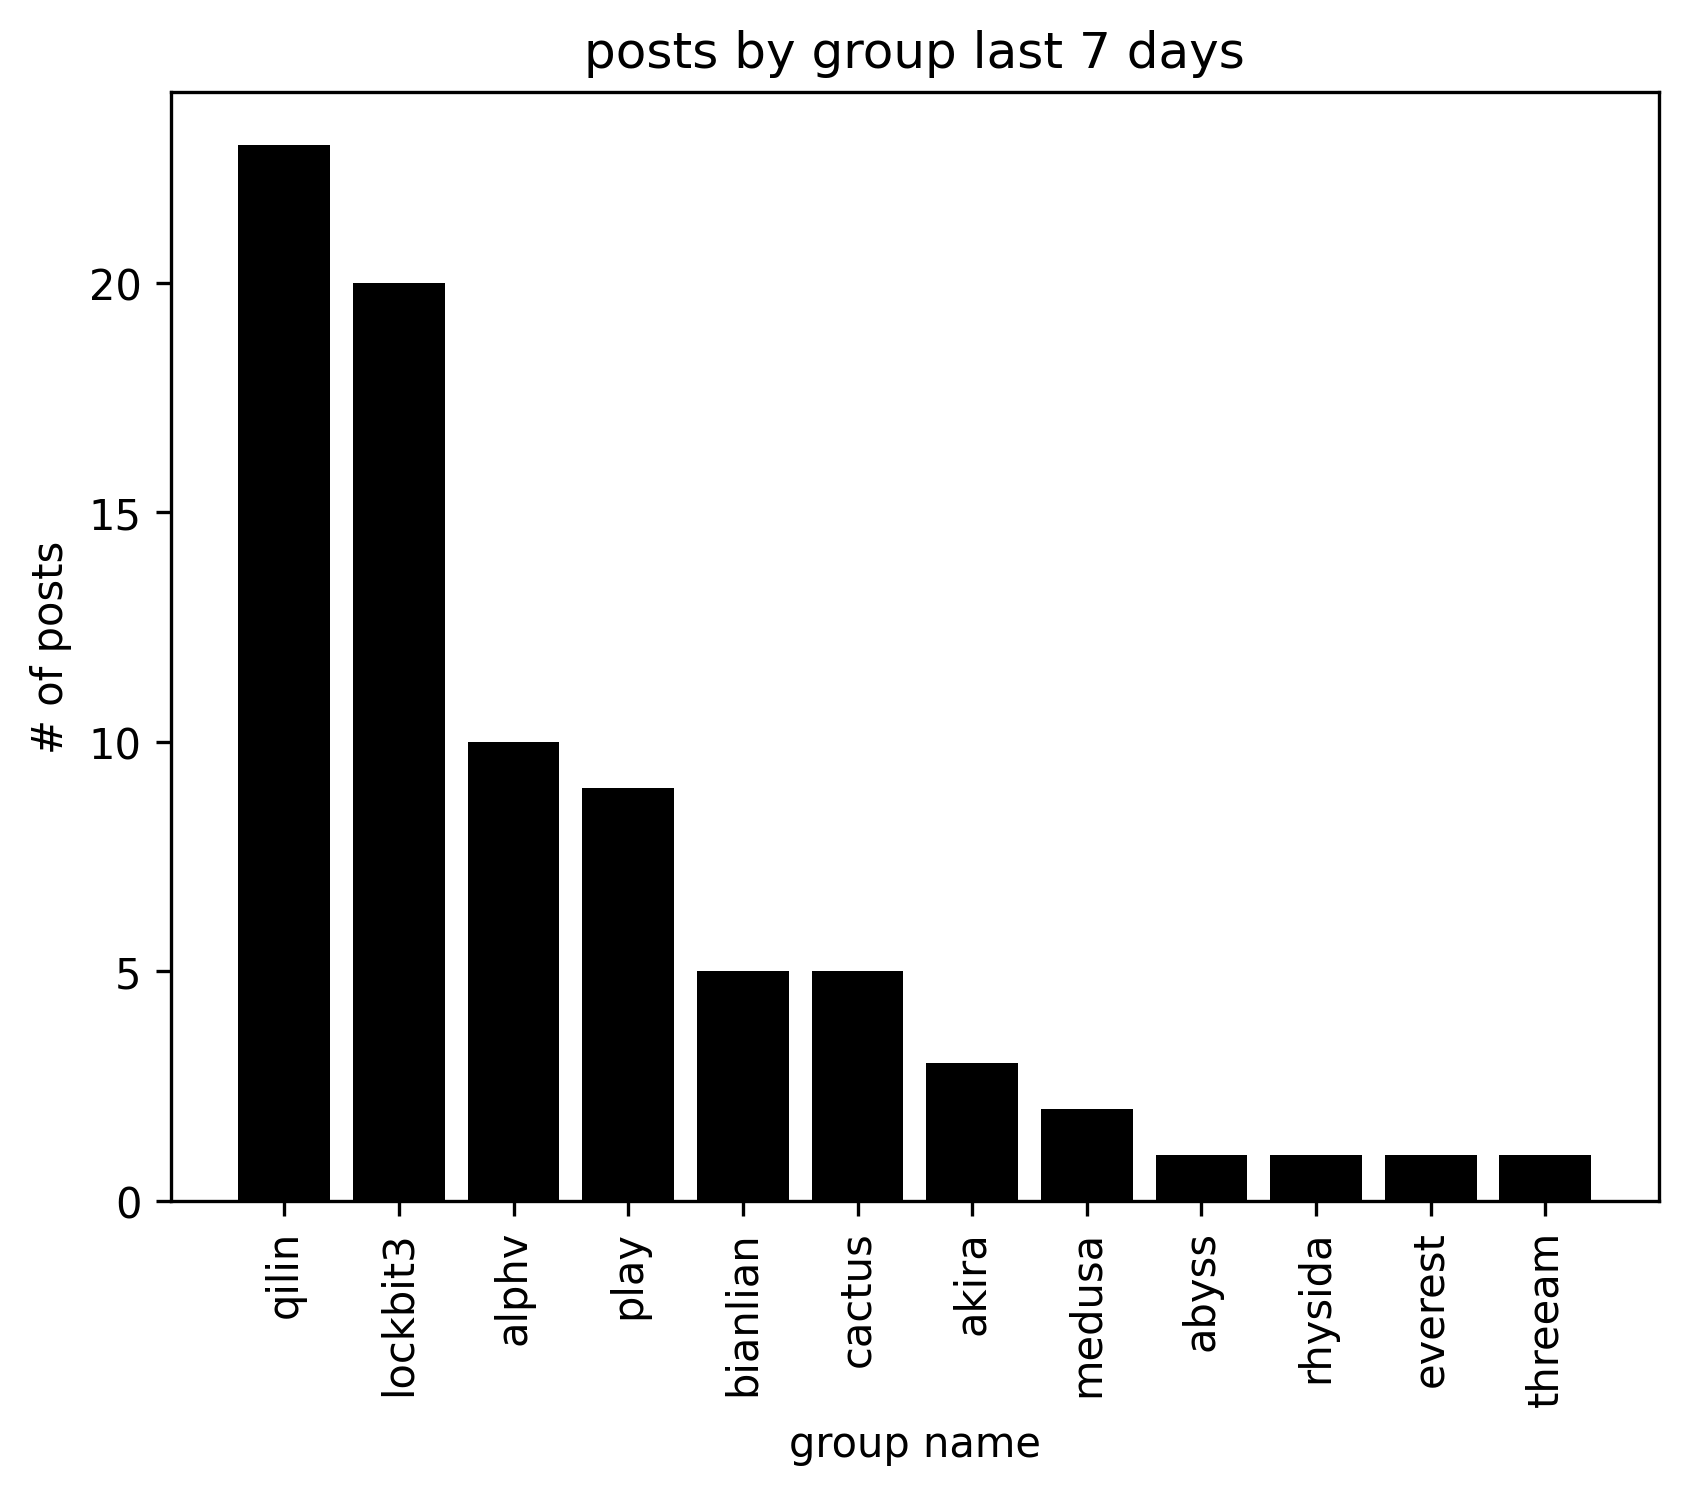 posts by group last 7 days
# of posts
20
15
10
5
0
qilin
lockbit3
alphv
play
bianlian
cactus
akira
medusa
abyss
rhysida
everest
threeam
group name